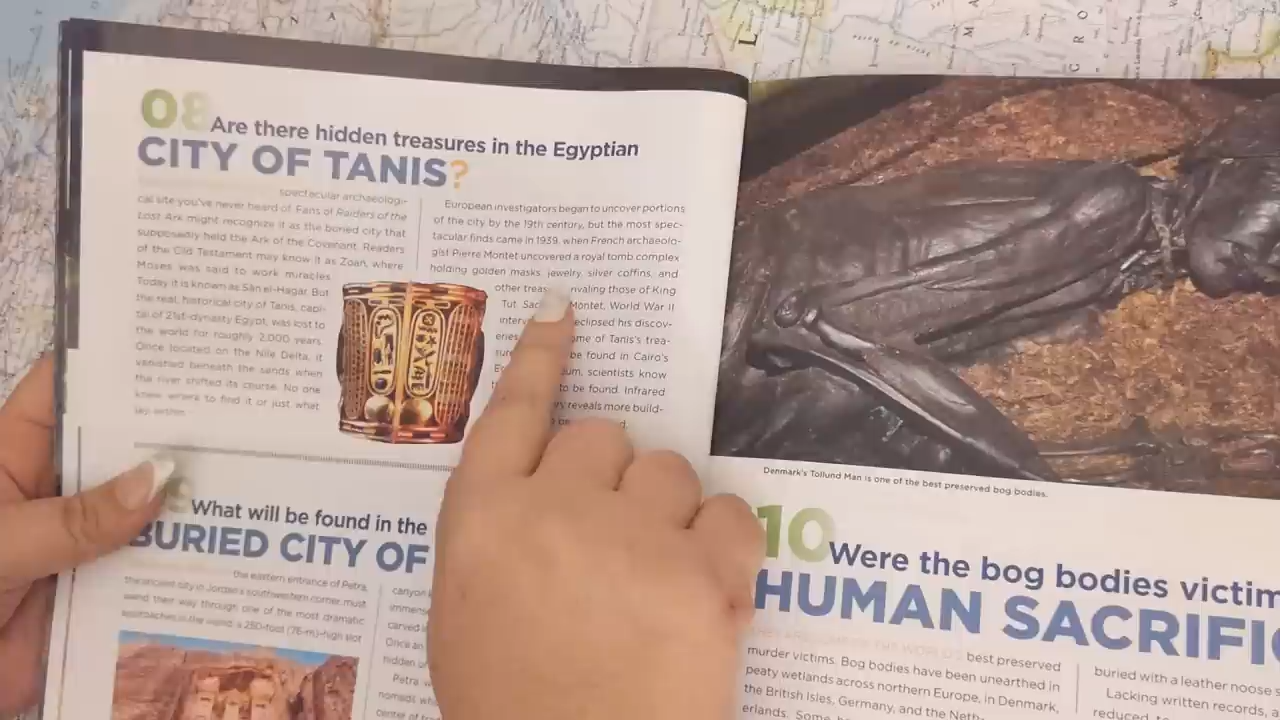 08 Are there hidden treasures in the Egyptian
CITY OF TANIS?
spectacular archaeologi-
cal site you've never heard of. Fans of Raiders of the
Lost Ark might recognize it as the buried city that
supposedly held the Ark of the Covenant. Readers
of the Old Testament may know it as Zoan, where
Moses was said to work miracles.
Today it is known as Sân el-Hagar. But
the real, historical city of Tanis, capi-
tal of 21st-dynasty Egypt, was lost to
the world for roughly 2,000 years.
Once located on the Nile Delta, it
vanished beneath the sands when
the river shifted its course. No one
knew where to find it or just what
lay within.
European investigators began to uncover portions
of the city by the 19th century, but the most spec-
tacular finds came in 1939, when French archaeolo-
gist Pierre Montet uncovered a royal tomb complex
holding golden masks, jewelry, silver coffins, and
other rivaling those of King
Tut Montet, World War II
eclipsed his discov-
eries of Tanis's trea-
be found in Cairo's
scientists know
to be found. Infrared
reveals more build-
What will be found in the
BURIED CITY OF
the eastern entrance of Petra,
the ancient city in Jordan's southwestern corner, must
wend their way through one of the most dramatic
approaches in the world: a 250-foot (76-m)-high slot
canyon
carved
Once an
hidden
Petra
nomads
center of
Denmark's Tollund Man is one of the best preserved bog bodies.
10 Were the bog bodies
HUMAN
best preserved
murder victims. Bog bodies have been unearthed in
peaty wetlands across northern Europe, in Denmark,
the British Isles, Germany, and the
Some
buried with a leather noose
Lacking written records,
reduced